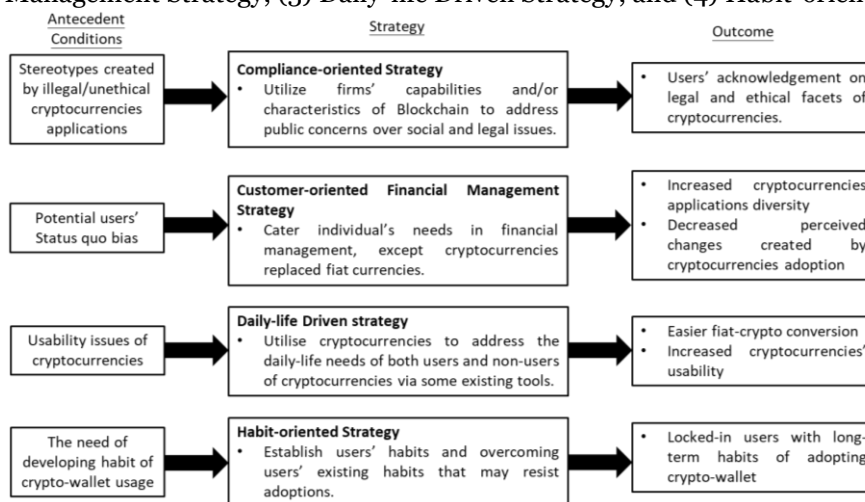 Management Strategy, (3) Daily-life Driven Strategy, and (4) Habit-orien
Antecedent
Conditions
Strategy
Outcome
Stereotypes created
by illegal/unethical
cryptocurrencies
applications
Compliance-oriented Strategy
• Utilize firms' capabilities and/or
characteristics of Blockchain to address
public concerns over social and legal issues.
• Users' acknowledgement on
legal and ethical facets of
cryptocurrencies.
Potential users'
Status quo bias
Customer-oriented Financial Management
Strategy
• Cater individual's needs in financial
management, except cryptocurrencies
replaced fiat currencies.
• Increased cryptocurrencies
applications diversity
• Decreased perceived
changes created by
cryptocurrencies adoption
Usability issues of
cryptocurrencies
Daily-life Driven strategy
• Utilise cryptocurrencies to address the
daily-life needs of both users and non-users
of cryptocurrencies via some existing tools.
• Easier fiat-crypto conversion
• Increased cryptocurrencies'
usability
The need of
developing habit of
crypto-wallet usage
Habit-oriented Strategy
• Establish users' habits and overcoming
users' existing habits that may resist
adoptions.
• Locked-in users with long-
term habits of adopting
crypto-wallet